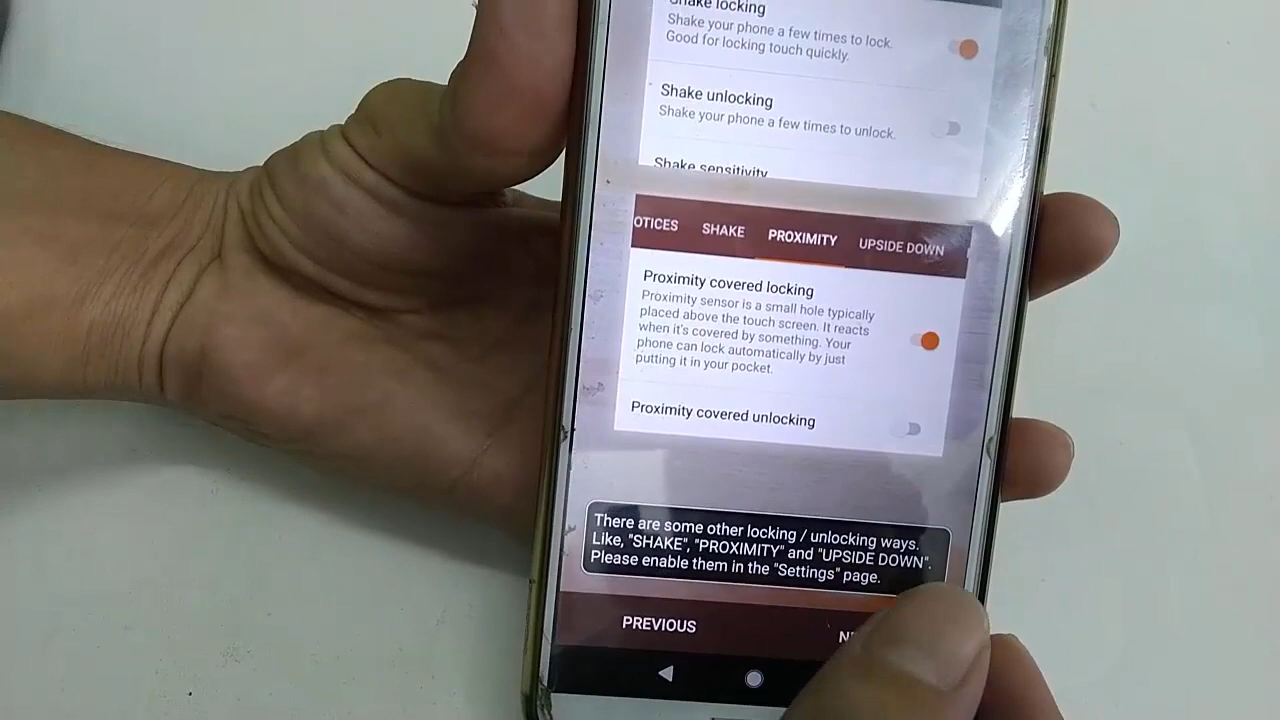 Shake locking
Shake your phone a few times to lock.
Good for locking touch quickly.
Shake unlocking
Shake your phone a few times to unlock.
Shake sensitivity
OTICES SHAKE PROXIMITY UPSIDE DOWN
Proximity covered locking
Proximity sensor is a small hole typically
placed above the touch screen. It reacts
when it's covered by something. Your
phone can lock automatically by just
putting it in your pocket.
Proximity covered unlocking
There are some other locking / unlocking ways.
Like, "SHAKE", "PROXIMITY" and "UPSIDE DOWN".
Please enable them in the "Settings" page.
PREVIOUS